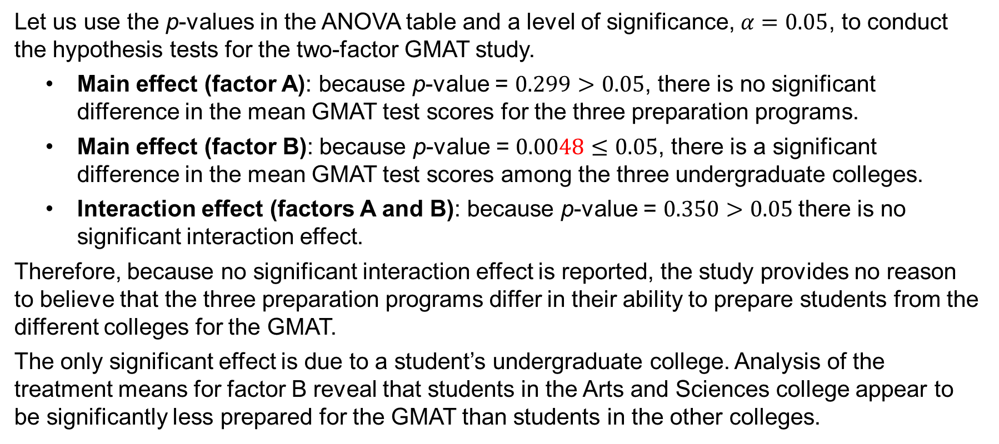 Let us use the p-values in the ANOVA table and a level of significance, α = 0.05, to conduct
the hypothesis tests for the two-factor GMAT study.
• Main effect (factor A): because p-value = 0.299 > 0.05, there is no significant
difference in the mean GMAT test scores for the three preparation programs.
• Main effect (factor B): because p-value = 0.0048 ≤ 0.05, there is a significant
difference in the mean GMAT test scores among the three undergraduate colleges.
• Interaction effect (factors A and B): because p-value = 0.350 > 0.05 there is no
significant interaction effect.
Therefore, because no significant interaction effect is reported, the study provides no reason
to believe that the three preparation programs differ in their ability to prepare students from the
different colleges for the GMAT.
The only significant effect is due to a student’s undergraduate college. Analysis of the
treatment means for factor B reveal that students in the Arts and Sciences college appear to
be significantly less prepared for the GMAT than students in the other colleges.